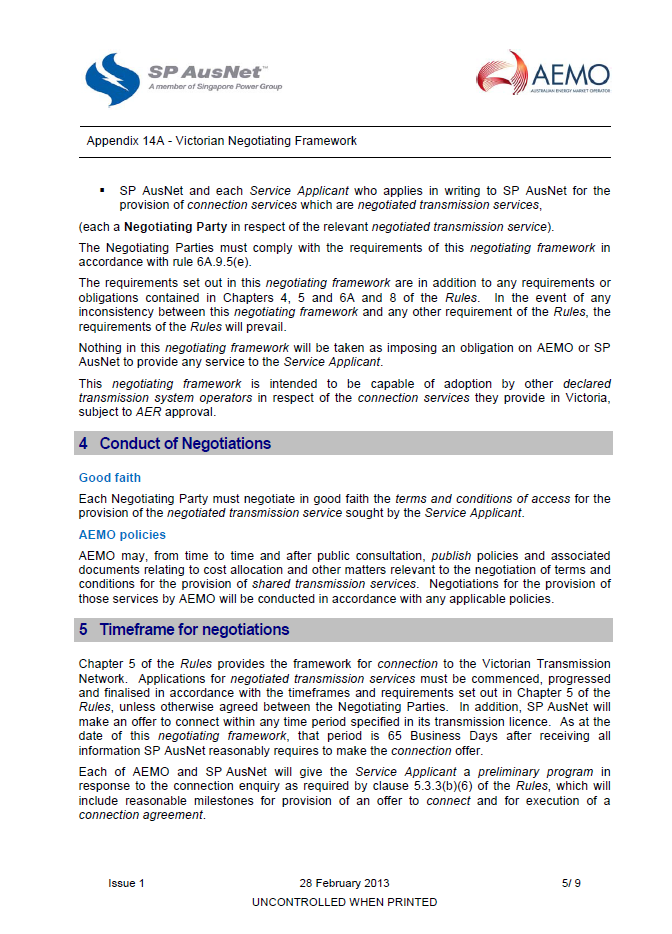 SP AusNet™
A member of Singapore Power Group
AEMO
AUSTRALIAN ENERGY MARKET OPERATOR
Appendix 14A - Victorian Negotiating Framework
▪ SP AusNet and each Service Applicant who applies in writing to SP AusNet for the
provision of connection services which are negotiated transmission services,
(each a Negotiating Party in respect of the relevant negotiated transmission service).
The Negotiating Parties must comply with the requirements of this negotiating framework in
accordance with rule 6A.9.5(e).
The requirements set out in this negotiating framework are in addition to any requirements or
obligations contained in Chapters 4, 5 and 6A and 8 of the Rules. In the event of any
inconsistency between this negotiating framework and any other requirement of the Rules, the
requirements of the Rules will prevail.
Nothing in this negotiating framework will be taken as imposing an obligation on AEMO or SP
AusNet to provide any service to the Service Applicant.
This negotiating framework is intended to be capable of adoption by other declared
transmission system operators in respect of the connection services they provide in Victoria,
subject to AER approval.
4 Conduct of Negotiations
Good faith
Each Negotiating Party must negotiate in good faith the terms and conditions of access for the
provision of the negotiated transmission service sought by the Service Applicant.
AEMO policies
AEMO may, from time to time and after public consultation, publish policies and associated
documents relating to cost allocation and other matters relevant to the negotiation of terms and
conditions for the provision of shared transmission services. Negotiations for the provision of
those services by AEMO will be conducted in accordance with any applicable policies.
5 Timeframe for negotiations
Chapter 5 of the Rules provides the framework for connection to the Victorian Transmission
Network. Applications for negotiated transmission services must be commenced, progressed
and finalised in accordance with the timeframes and requirements set out in Chapter 5 of the
Rules, unless otherwise agreed between the Negotiating Parties. In addition, SP AusNet will
make an offer to connect within any time period specified in its transmission licence. As at the
date of this negotiating framework, that period is 65 Business Days after receiving all
information SP AusNet reasonably requires to make the connection offer.
Each of AEMO and SP AusNet will give the Service Applicant a preliminary program in
response to the connection enquiry as required by clause 5.3.3(b)(6) of the Rules, which will
include reasonable milestones for provision of an offer to connect and for execution of a
connection agreement.
Issue 1 28 February 2013 5/ 9
UNCONTROLLED WHEN PRINTED